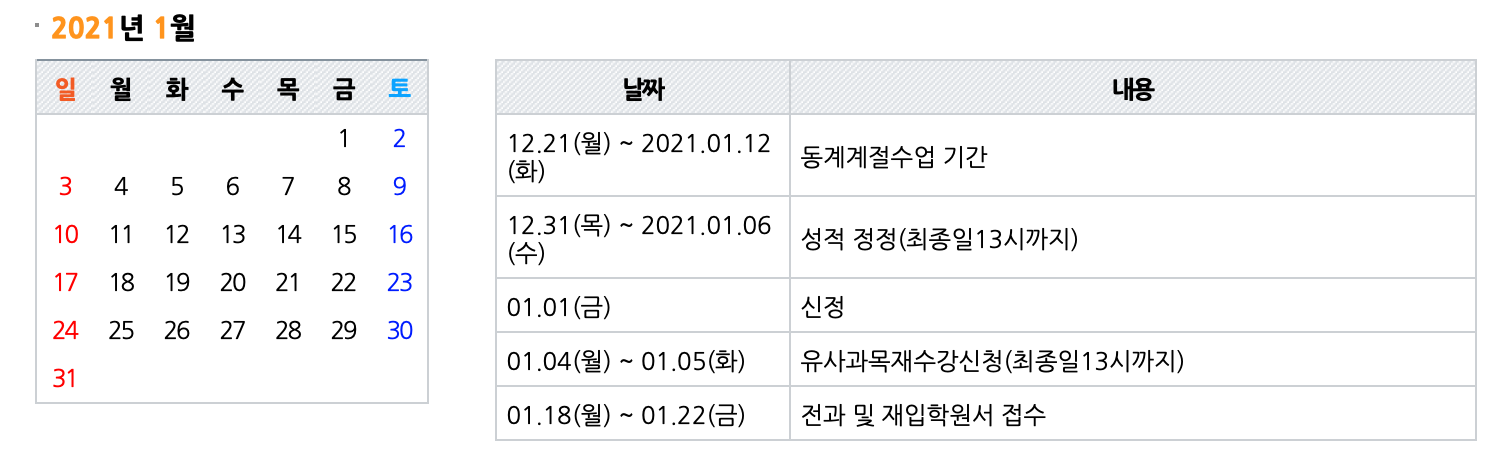 2021년 1월
일 월 화 수 목 금 토
1 2
3 4 5 6 7 8 9
10 11 12 13 14 15 16
17 18 19 20 21 22 23
24 25 26 27 28 29 30
31
날짜 내용
12.21(월) ~ 2021.01.12
(화)
동계계절수업 기간
12.31(목) ~ 2021.01.06
(수)
성적 정정(최종일13시까지)
01.01(금) 신정
01.04(월) ~ 01.05(화) 유사과목재수강신청(최종일13시까지)
01.18(월) ~ 01.22(금) 전과 및 재입학원서 접수